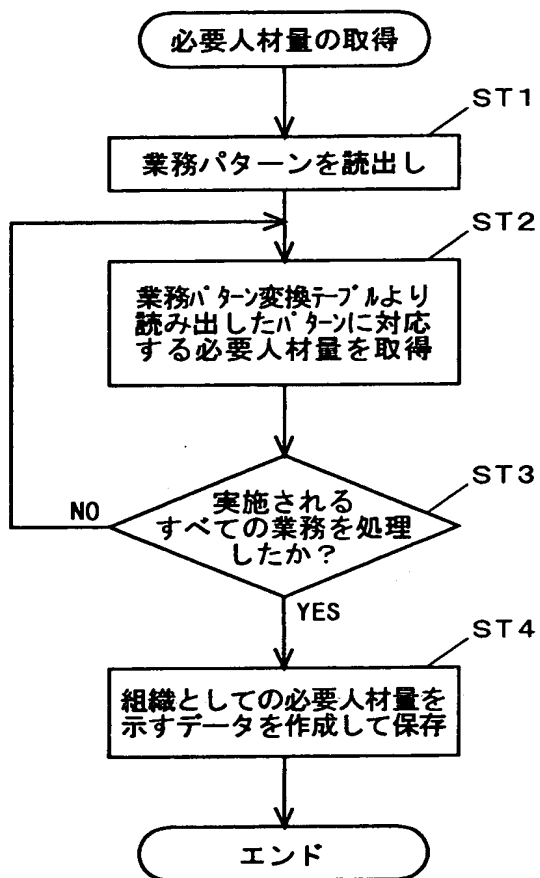 必要人材量の取得
ST1
業務パターンを読出し
ST2
業務パターン変換テーブルより
読み出したパターンに対応
する必要人材量を取得
ST3
実施される
すべての業務を処理
したか?
NO
YES
ST4
組織としての必要人材量を
示すデータを作成して保存
エンド